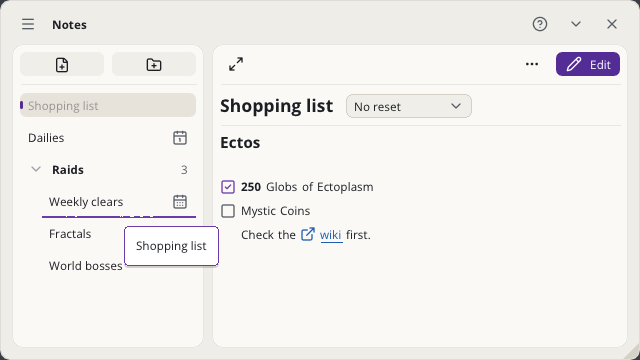 Notes
Edit
Shopping list
Shopping list
No reset
Dailies
Ectos
Raids
3
250 Globs of Ectoplasm
Weekly clears
Mystic Coins
Fractals
Check the wiki first.
Shopping list
World bosses